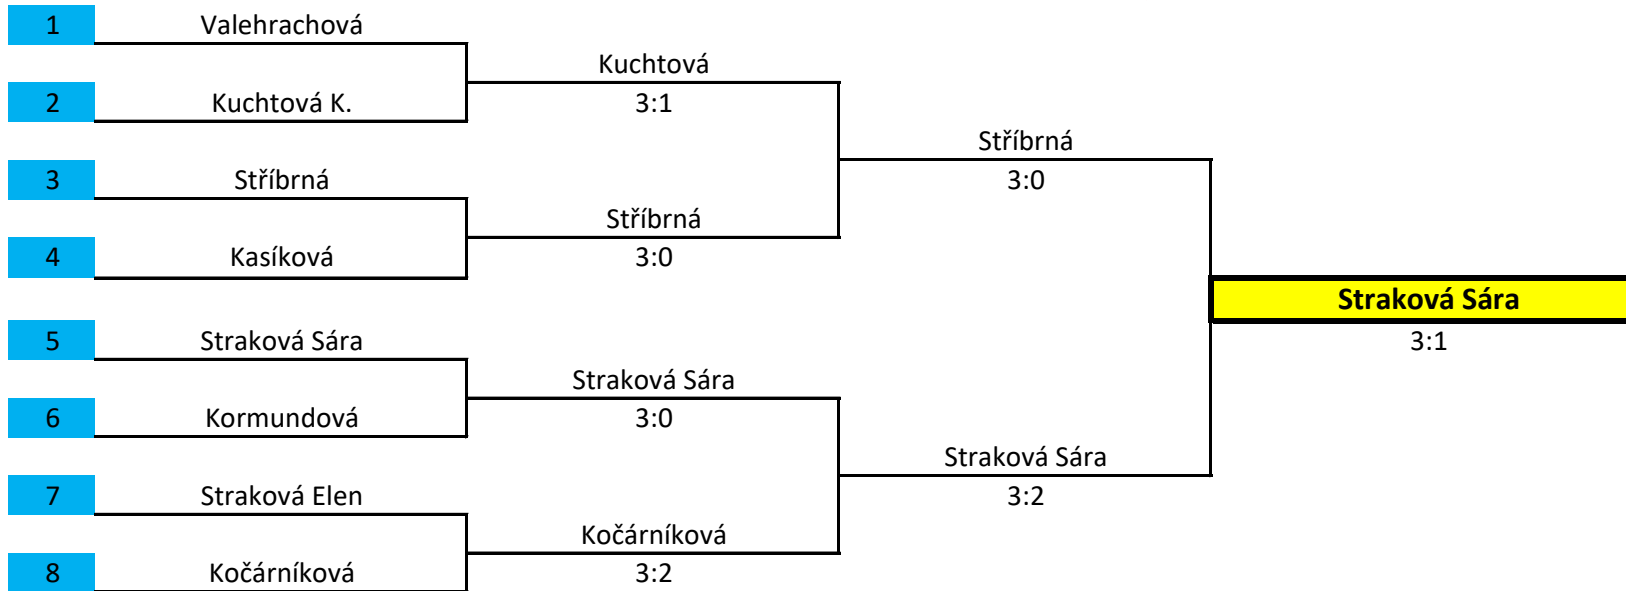 1 Valehrachová
Kuchtová
2 Kuchtová K. 3:1
Stříbrná
3 Stříbrná 3:0
Stříbrná
4 Kasíková 3:0
Straková Sára
5 Straková Sára 3:1
Straková Sára
6 Kormundová 3:0
Straková Sára
7 Straková Elen 3:2
Kočárníková
8 Kočárníková 3:2